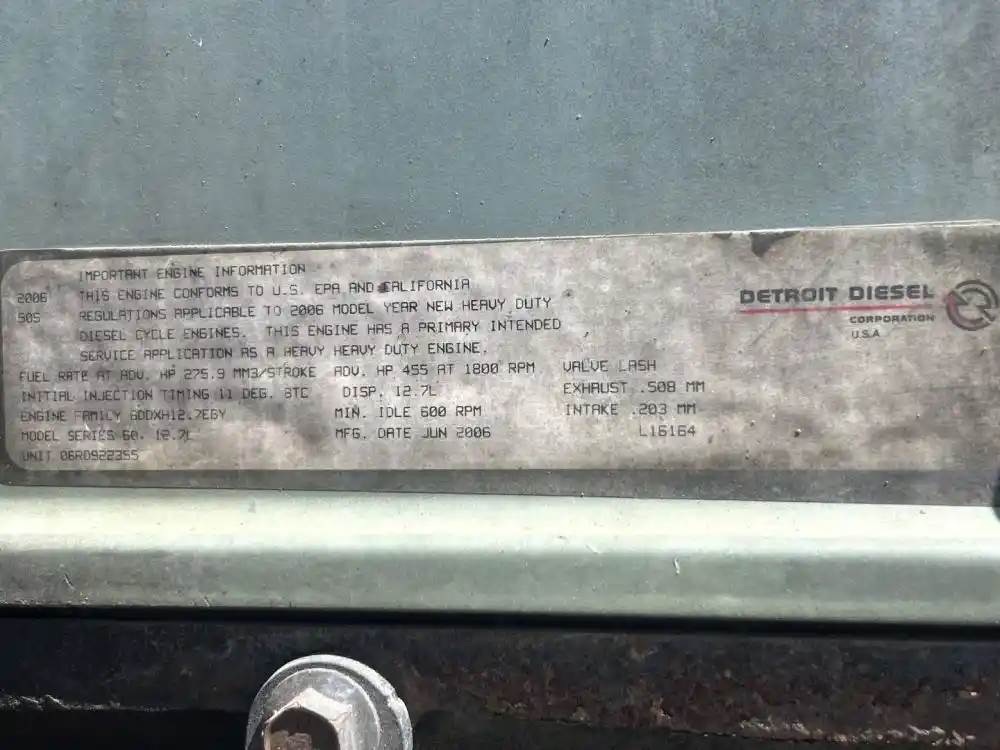 IMPORTANT ENGINE INFORMATION
2006 THIS ENGINE CONFORMS TO U.S. EPA AND CALIFORNIA
50S REGULATIONS APPLICABLE TO 2006 MODEL YEAR NEW HEAVY DUTY
DIESEL CYCLE ENGINES. THIS ENGINE HAS A PRIMARY INTENDED
SERVICE APPLICATION AS A HEAVY HEAVY DUTY ENGINE.
FUEL RATE AT ADV. HP 275.9 MM3/STROKE ADV. HP 455 AT 1800 RPM VALVE LASH
INITIAL INJECTION TIMING 11 DEG. BTC DISP. 12.7L EXHAUST .508 MM
ENGINE FAMILY 6DDXH12.7EGY MIN. IDLE 600 RPM INTAKE .203 MM
MODEL SERIES 60, 12.7L MFG. DATE JUN 2006 L16164
UNIT 06R0922355
DETROIT DIESEL
CORPORATION
U.S.A